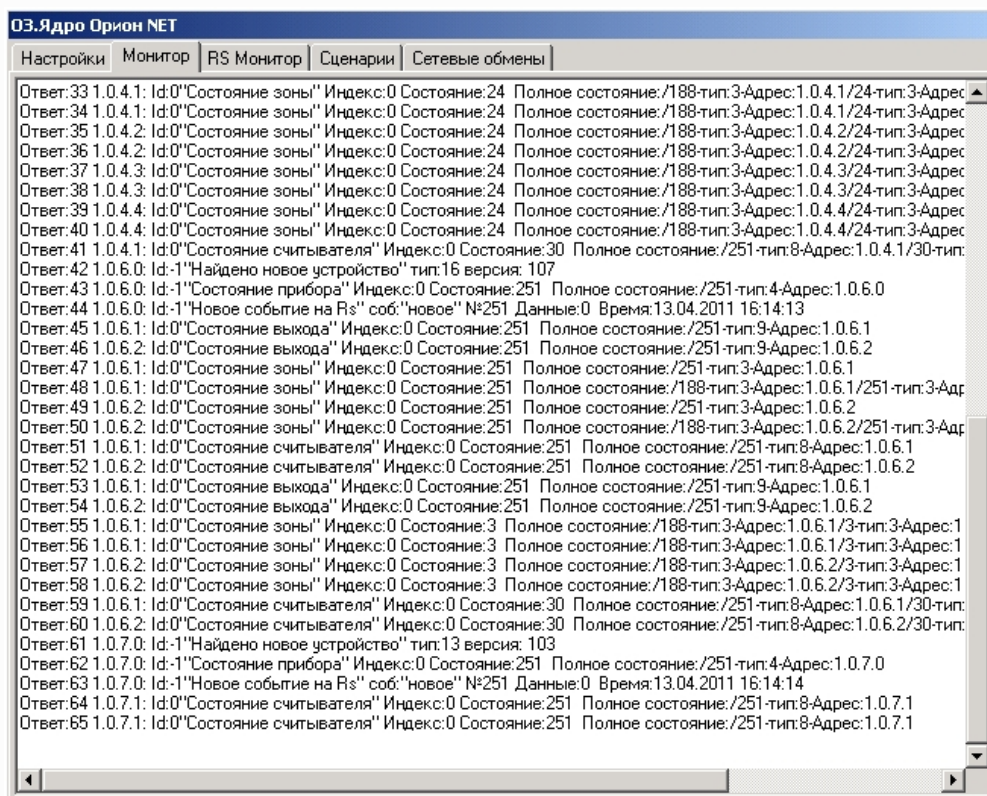 03.Ядро Орион NET
Настройки Монитор RS Монитор Сценарии Сетевые обмены
Ответ:33 1.0.4.1: Id:0"Состояние зоны" Индекс:0 Состояние:24 Полное состояние:/188-тип:3-Адрес:1.0.4.1/24-тип:3-Адрес
Ответ:34 1.0.4.1: Id:0"Состояние зоны" Индекс:0 Состояние:24 Полное состояние:/188-тип:3-Адрес:1.0.4.1/24-тип:3-Адрес
Ответ:35 1.0.4.2: Id:0"Состояние зоны" Индекс:0 Состояние:24 Полное состояние:/188-тип:3-Адрес:1.0.4.2/24-тип:3-Адрес
Ответ:36 1.0.4.2: Id:0"Состояние зоны" Индекс:0 Состояние:24 Полное состояние:/188-тип:3-Адрес:1.0.4.2/24-тип:3-Адрес
Ответ:37 1.0.4.3: Id:0"Состояние зоны" Индекс:0 Состояние:24 Полное состояние:/188-тип:3-Адрес:1.0.4.3/24-тип:3-Адрес
Ответ:38 1.0.4.3: Id:0"Состояние зоны" Индекс:0 Состояние:24 Полное состояние:/188-тип:3-Адрес:1.0.4.3/24-тип:3-Адрес
Ответ:39 1.0.4.4: Id:0"Состояние зоны" Индекс:0 Состояние:24 Полное состояние:/188-тип:3-Адрес:1.0.4.4/24-тип:3-Адрес
Ответ:40 1.0.4.4: Id:0"Состояние зоны" Индекс:0 Состояние:24 Полное состояние:/188-тип:3-Адрес:1.0.4.4/24-тип:3-Адрес
Ответ:41 1.0.4.1: Id:0"Состояние считывателя" Индекс:0 Состояние:30 Полное состояние:/251-тип:8-Адрес:1.0.4.1/30-тип:
Ответ:42 1.0.6.0: Id:-1"Найдено новое устройство" тип:16 версия: 107
Ответ:43 1.0.6.0: Id:-1"Состояние прибора" Индекс:0 Состояние:251 Полное состояние:/251-тип:4-Адрес:1.0.6.0
Ответ:44 1.0.6.0: Id:-1"Новое событие на Rs" соб:"новое" №251 Данные:0 Время:13.04.2011 16:14:13
Ответ:45 1.0.6.1: Id:0"Состояние выхода" Индекс:0 Состояние:251 Полное состояние:/251-тип:9-Адрес:1.0.6.1
Ответ:46 1.0.6.2: Id:0"Состояние выхода" Индекс:0 Состояние:251 Полное состояние:/251-тип:9-Адрес:1.0.6.2
Ответ:47 1.0.6.1: Id:0"Состояние зоны" Индекс:0 Состояние:251 Полное состояние:/251-тип:3-Адрес:1.0.6.1
Ответ:48 1.0.6.1: Id:0"Состояние зоны" Индекс:0 Состояние:251 Полное состояние:/188-тип:3-Адрес:1.0.6.1/251-тип:3-Адр
Ответ:49 1.0.6.2: Id:0"Состояние зоны" Индекс:0 Состояние:251 Полное состояние:/251-тип:3-Адрес:1.0.6.2
Ответ:50 1.0.6.2: Id:0"Состояние зоны" Индекс:0 Состояние:251 Полное состояние:/188-тип:3-Адрес:1.0.6.2/251-тип:3-Адр
Ответ:51 1.0.6.1: Id:0"Состояние считывателя" Индекс:0 Состояние:251 Полное состояние:/251-тип:8-Адрес:1.0.6.1
Ответ:52 1.0.6.2: Id:0"Состояние считывателя" Индекс:0 Состояние:251 Полное состояние:/251-тип:8-Адрес:1.0.6.2
Ответ:53 1.0.6.1: Id:0"Состояние выхода" Индекс:0 Состояние:251 Полное состояние:/251-тип:9-Адрес:1.0.6.1
Ответ:54 1.0.6.2: Id:0"Состояние выхода" Индекс:0 Состояние:251 Полное состояние:/251-тип:9-Адрес:1.0.6.2
Ответ:55 1.0.6.1: Id:0"Состояние зоны" Индекс:0 Состояние:3 Полное состояние:/188-тип:3-Адрес:1.0.6.1/3-тип:3-Адрес:1
Ответ:56 1.0.6.1: Id:0"Состояние зоны" Индекс:0 Состояние:3 Полное состояние:/188-тип:3-Адрес:1.0.6.1/3-тип:3-Адрес:1
Ответ:57 1.0.6.2: Id:0"Состояние зоны" Индекс:0 Состояние:3 Полное состояние:/188-тип:3-Адрес:1.0.6.2/3-тип:3-Адрес:1
Ответ:58 1.0.6.2: Id:0"Состояние зоны" Индекс:0 Состояние:3 Полное состояние:/188-тип:3-Адрес:1.0.6.2/3-тип:3-Адрес:1
Ответ:59 1.0.6.1: Id:0"Состояние считывателя" Индекс:0 Состояние:30 Полное состояние:/251-тип:8-Адрес:1.0.6.1/30-тип:
Ответ:60 1.0.6.2: Id:0"Состояние считывателя" Индекс:0 Состояние:30 Полное состояние:/251-тип:8-Адрес:1.0.6.2/30-тип:
Ответ:61 1.0.7.0: Id:-1"Найдено новое устройство" тип:13 версия: 103
Ответ:62 1.0.7.0: Id:-1"Состояние прибора" Индекс:0 Состояние:251 Полное состояние:/251-тип:4-Адрес:1.0.7.0
Ответ:63 1.0.7.0: Id:-1"Новое событие на Rs" соб:"новое" №251 Данные:0 Время:13.04.2011 16:14:14
Ответ:64 1.0.7.1: Id:0"Состояние считывателя" Индекс:0 Состояние:251 Полное состояние:/251-тип:8-Адрес:1.0.7.1
Ответ:65 1.0.7.1: Id:0"Состояние считывателя" Индекс:0 Состояние:251 Полное состояние:/251-тип:8-Адрес:1.0.7.1